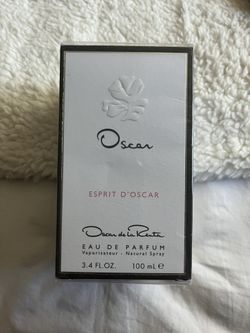 Oscar
ESPRIT D'OSCAR
Oscar de la Renta
EAU DE PARFUM
Vaporisateur - Natural Spray
3.4 FL.OZ. 100 mL e